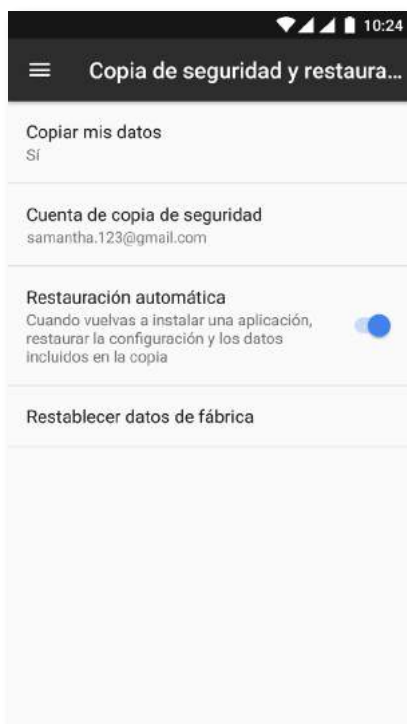 10:24
Copia de seguridad y restaura...
Copiar mis datos
Sí
Cuenta de copia de seguridad
samantha.123@gmail.com
Restauración automática
Cuando vuelvas a instalar una aplicación,
restaurar la configuración y los datos
incluidos en la copia
Restablecer datos de fábrica